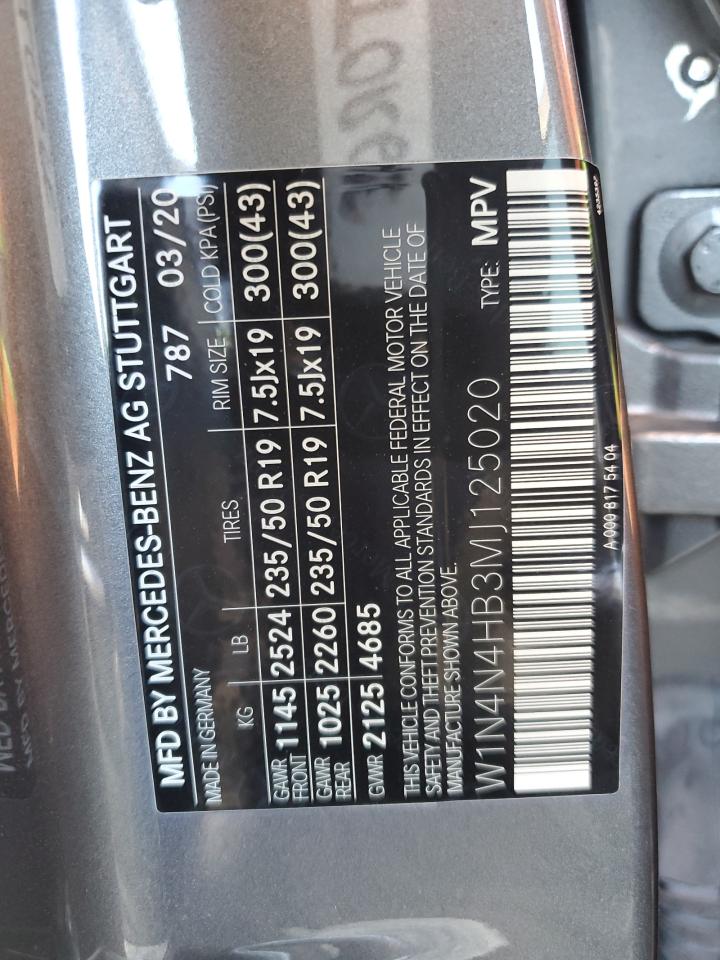 MFD BY MERCEDES-BENZ AG STUTTGART
MADE IN GERMANY 787 03/20
KG LB TIRES RIM SIZE COLD KPA(PSI)
GAWR FRONT 1145 2524 235/50 R19 7.5Jx19 300(43)
GAWR REAR 1025 2260 235/50 R19 7.5Jx19 300(43)
GWR 2125 4685
THIS VEHICLE CONFORMS TO ALL APPLICABLE FEDERAL MOTOR VEHICLE
SAFETY AND THEFT PREVENTION STANDARDS IN EFFECT ON THE DATE OF
MANUFACTURE SHOWN ABOVE.
W1N4N4HB3MJ125020 TYPE: MPV
A 000 817 54 04